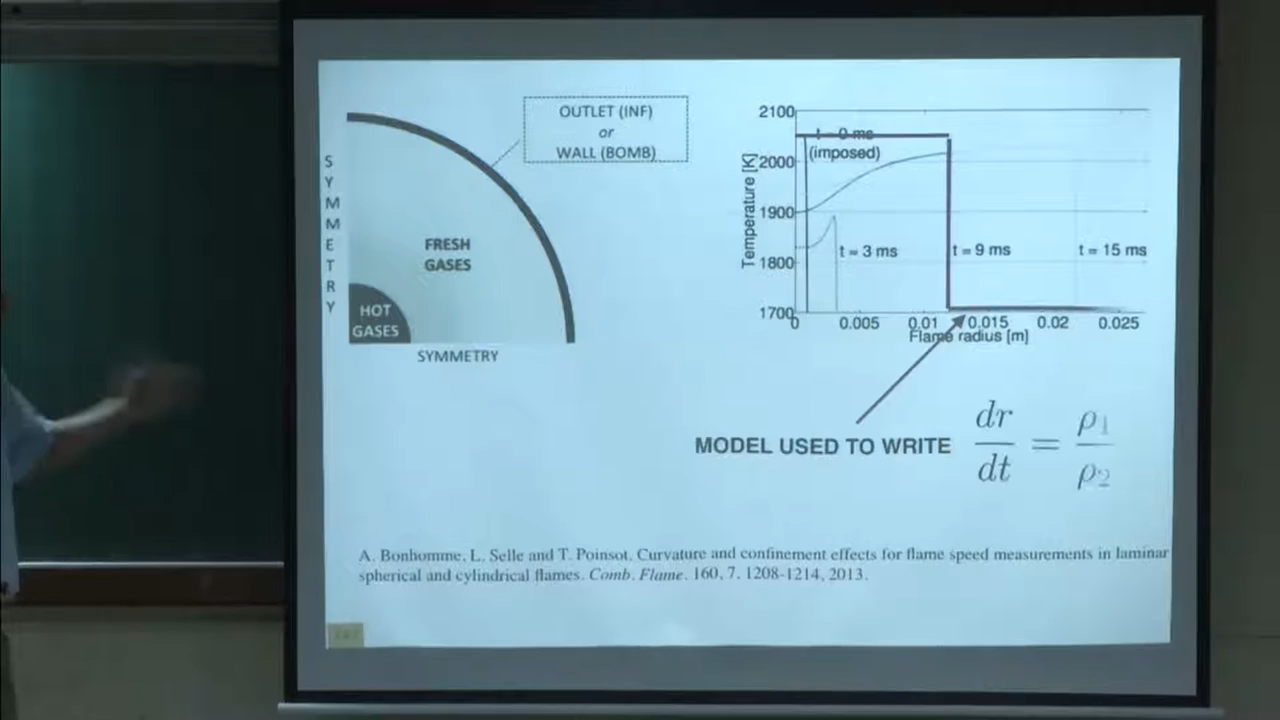 OUTLET (INF)
or
WALL (BOMB)
SYMMETRY
FRESH
GASES
HOT
GASES
SYMMETRY
2100
2000
1900
1800
1700
Temperature [K]
t = 0 ms
(imposed)
t = 3 ms
t = 9 ms
t = 15 ms
0
0.005
0.01
0.015
0.02
0.025
Flame radius [m]
MODEL USED TO WRITE
dr/dt = ρ1/ρ2
A. Bonhomme, L. Selle and T. Poinsot. Curvature and confinement effects for flame speed measurements in laminar
spherical and cylindrical flames. Comb. Flame. 160, 7, 1208-1214, 2013.